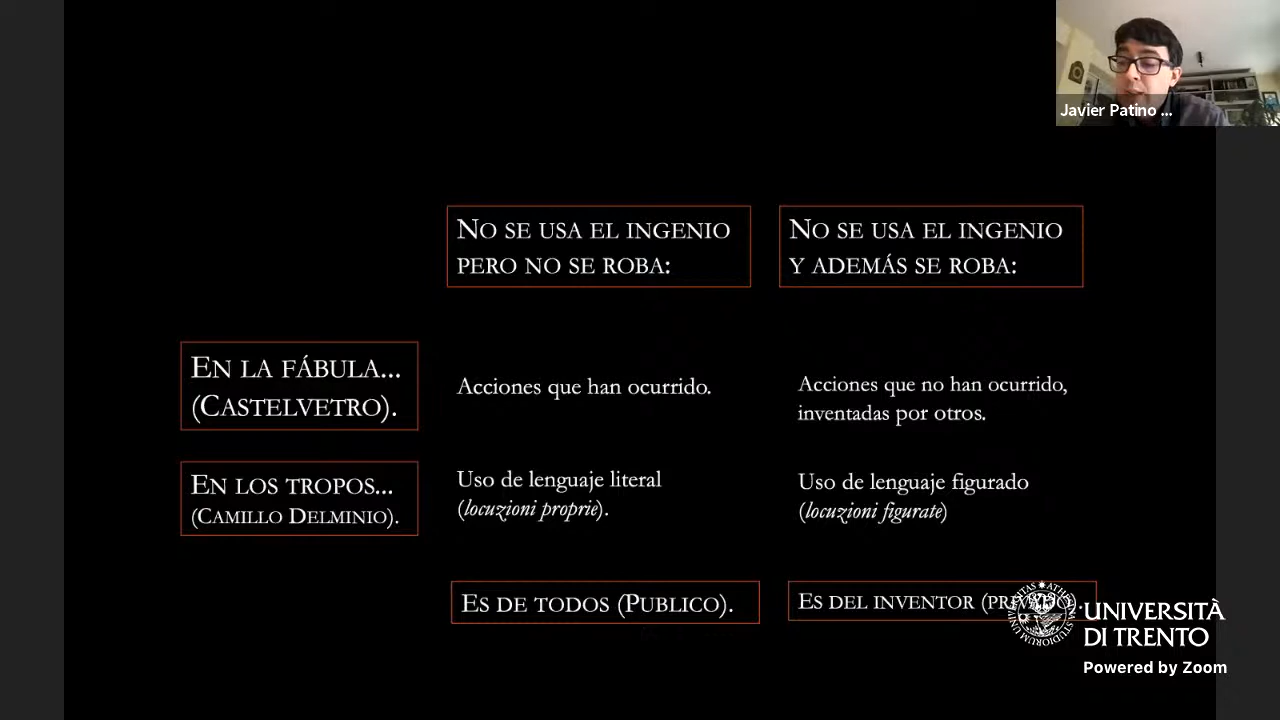 Javier Patino ...
NO SE USA EL INGENIO
PERO NO SE ROBA:
NO SE USA EL INGENIO
Y ADEMÁS SE ROBA:
EN LA FÁBULA...
(CASTELVETRO).
Acciones que han ocurrido.
Acciones que no han ocurrido,
inventadas por otros.
EN LOS TROPOS...
(CAMILLO DELMINIO).
Uso de lenguaje literal
(locuzioni proprie).
Uso de lenguaje figurado
(locuzioni figurate)
ES DE TODOS (PUBLICO).
ES DEL INVENTOR
UNIVERSITÀ
DI TRENTO
Powered by Zoom